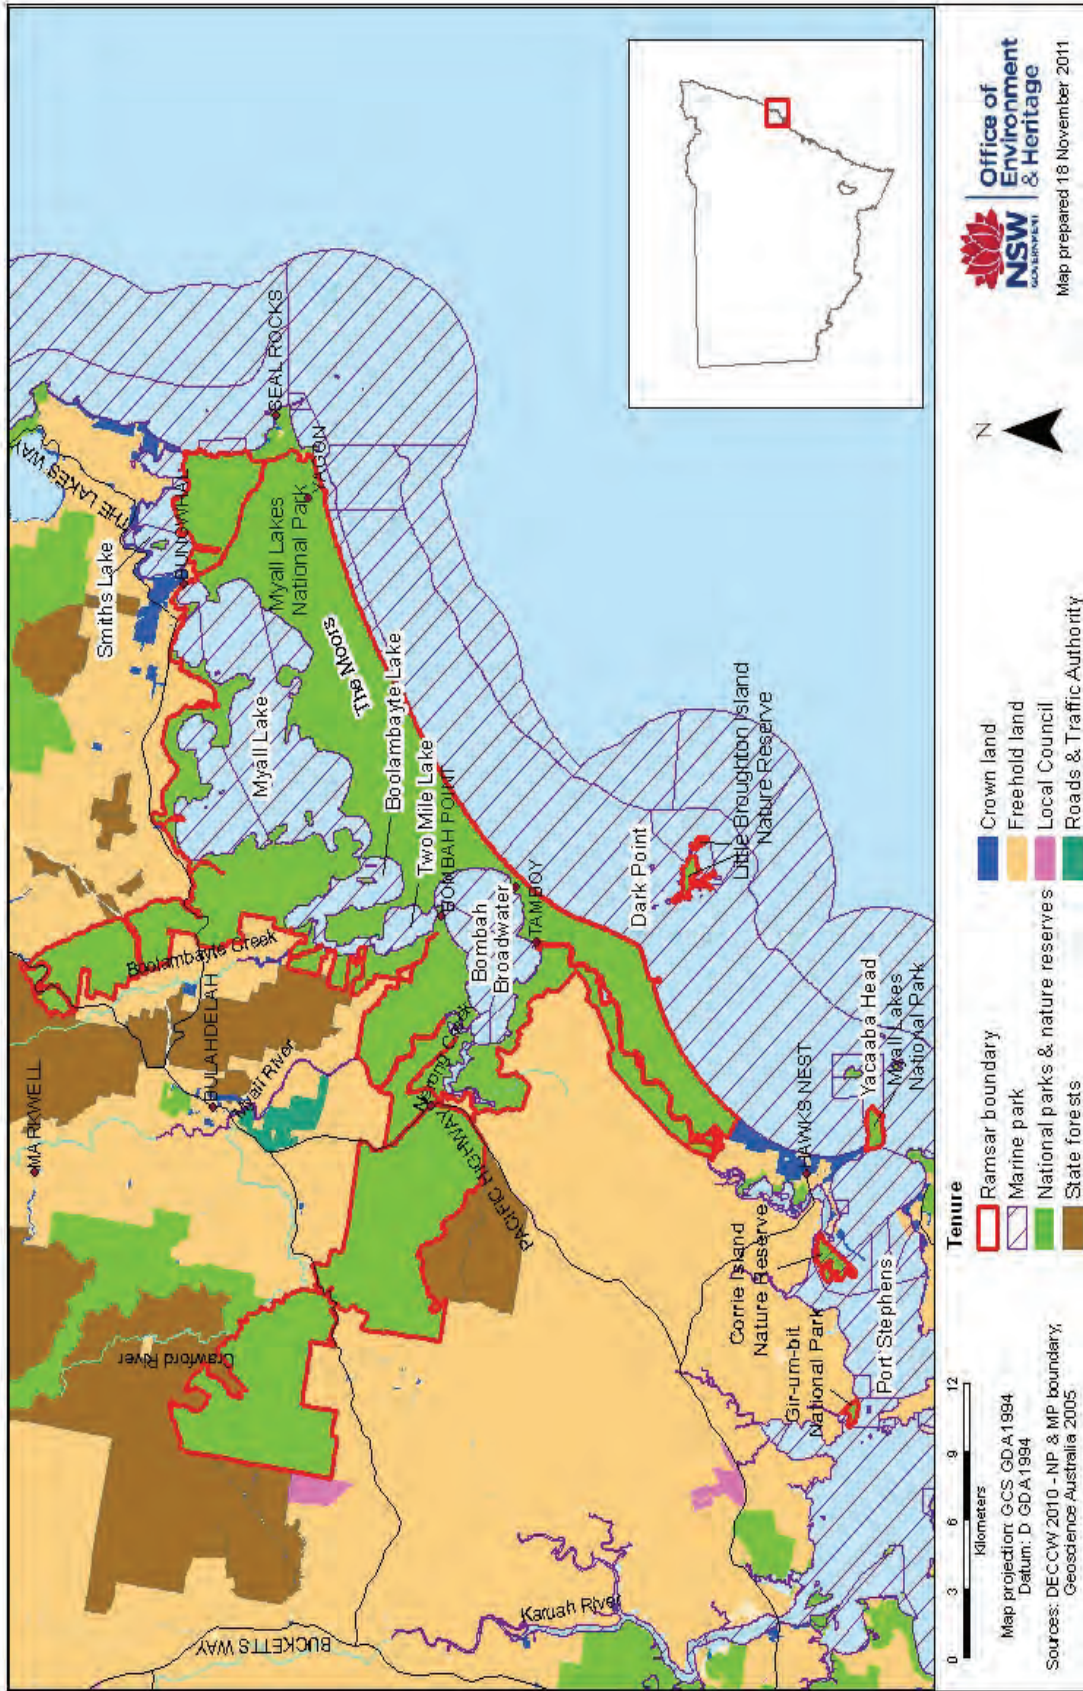 MARKWELL
THE LAKES WAY
Smiths Lake
BUNGWHAL
SEAL ROCKS
YAGON
Myall Lakes
National Park
The Moors
Myall Lake
Boolambayte Lake
Two Mile Lake
BOMBAH POINT
Boolambayte Creek
BULAHDELAH
Myall River
Crawford River
BUCKETTS WAY
Bombah
Broadwater
TAMBOY
Nerong Creek
PACIFIC HIGHWAY
Dark Point
Little Broughton Island
Nature Reserve
Karuah River
HAWKS NEST
Corrie Island
Nature Reserve
Gir-um-bit
National Park
Yacaaba Head
Myall Lakes
National Park
Port Stephens
0 3 6 9 12
Kilometers
Map projection: GCS GDA1994
Datum: D GDA1994
Sources: DECCW 2010 - NP & MP boundary,
Geoscience Australia 2005
Tenure
Ramsar boundary
Marine park
National parks & nature reserves
State forests
Crown land
Freehold land
Local Council
Roads & Traffic Authority
N
NSW
GOVERNMENT
Office of
Environment
& Heritage
Map prepared 18 November 2011